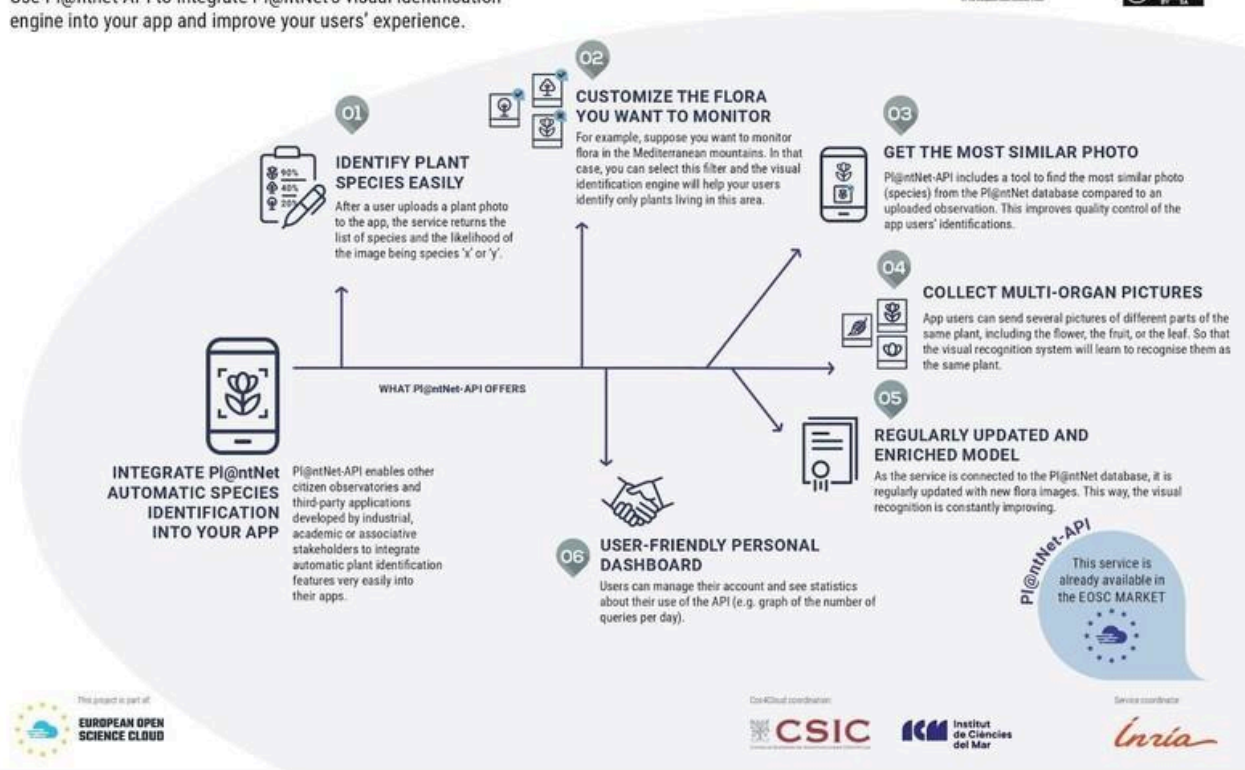 engine into your app and improve your users' experience.
01
IDENTIFY PLANT
SPECIES EASILY
After a user uploads a plant photo
to the app, the service returns the
list of species and the likelihood of
the image being species 'x' or 'y'.
90%
40%
20%
02
CUSTOMIZE THE FLORA
YOU WANT TO MONITOR
For example, suppose you want to monitor
flora in the Mediterranean mountains. In that
case, you can select this filter and the visual
identification engine will help your users
identify only plants living in this area.
03
GET THE MOST SIMILAR PHOTO
Pl@ntNet-API includes a tool to find the most similar photo
(species) from the Pl@ntNet database compared to an
uploaded observation. This improves quality control of the
app users' identifications.
04
COLLECT MULTI-ORGAN PICTURES
App users can send several pictures of different parts of the
same plant, including the flower, the fruit, or the leaf. So that
the visual recognition system will learn to recognise them as
the same plant.
WHAT Pl@ntNet-API OFFERS
05
REGULARLY UPDATED AND
ENRICHED MODEL
As the service is connected to the Pl@ntNet database, it is
regularly updated with new flora images. This way, the visual
recognition is constantly improving.
INTEGRATE Pl@ntNet
AUTOMATIC SPECIES
IDENTIFICATION
INTO YOUR APP
Pl@ntNet-API enables other
citizen observatories and
third-party applications
developed by industrial,
academic or associative
stakeholders to integrate
automatic plant identification
features very easily into
their apps.
06
USER-FRIENDLY PERSONAL
DASHBOARD
Users can manage their account and see statistics
about their use of the API (e.g. graph of the number of
queries per day).
Pl@ntNet-API
This service is
already available in
the EOSC MARKET
This project is part of:
EUROPEAN OPEN
SCIENCE CLOUD
Cos4Cloud coordination:
CSIC
ICM
Institut
de Ciències
del Mar
Service coordinator:
Inria